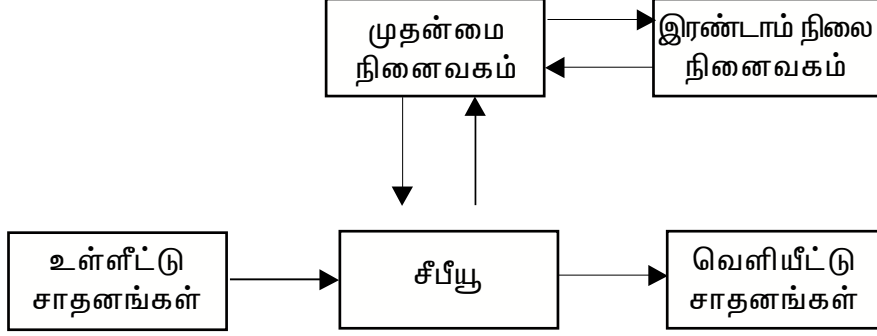 முதன்மை
நினைவகம்
இரண்டாம் நிலை
நினைவகம்
உள்ளீட்டு
சாதனங்கள்
சீபீயூ
வெளியீட்டு
சாதனங்கள்